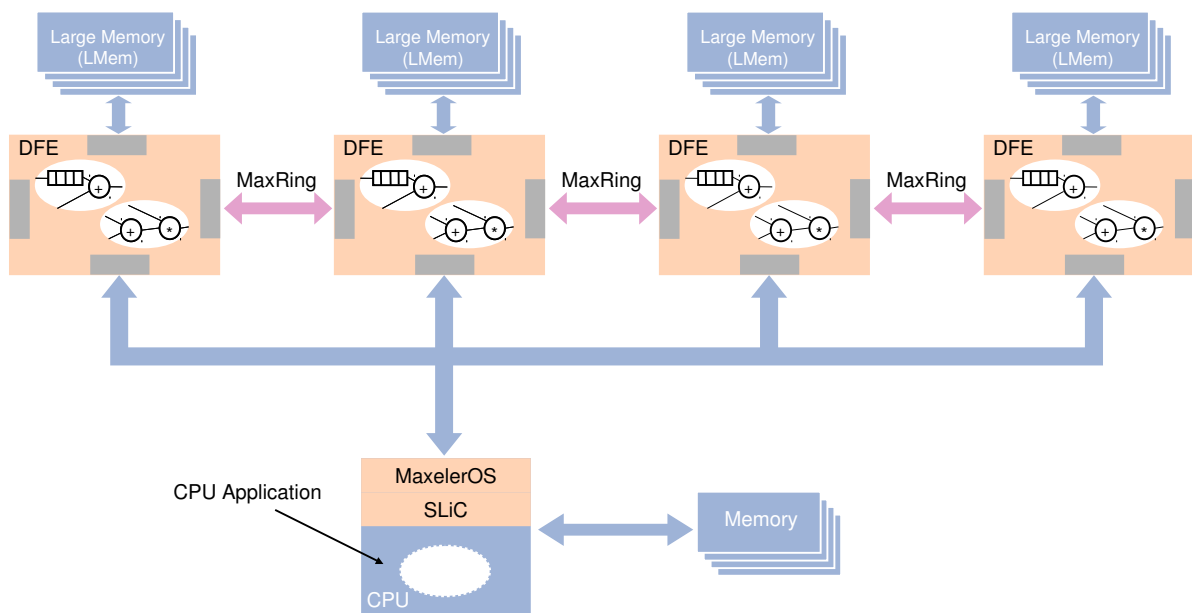 Large Memory
(LMem)
Large Memory
(LMem)
Large Memory
(LMem)
Large Memory
(LMem)
DFE
DFE
DFE
DFE
+
+
+
+
MaxRing
MaxRing
MaxRing
+ *
+ *
+ *
+ *
MaxelerOS
CPU Application
SLiC
Memory
CPU